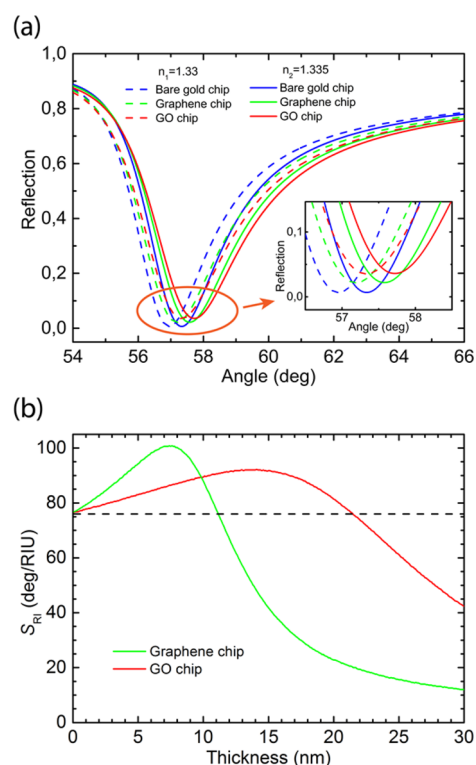 (a)
n₁=1.33 n₂=1.335
Bare gold chip Bare gold chip
Graphene chip Graphene chip
GO chip GO chip
1,0
0,8
0,6
0,4
0,2
0,0
Reflection
54 56 58 60 62 64 66
Angle (deg)
0,1
0,0
Reflection
57 58
Angle (deg)
(b)
100
80
60
40
20
0
S_RI (deg/RIU)
Graphene chip
GO chip
0 5 10 15 20 25 30
Thickness (nm)